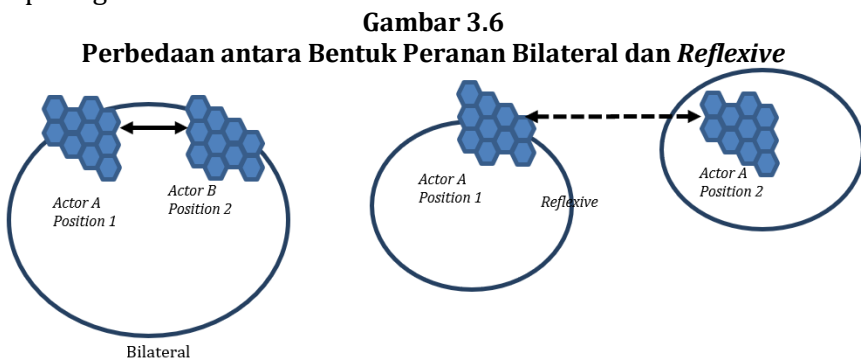 Gambar 3.6
Perbedaan antara Bentuk Peranan Bilateral dan Reflexive
Actor A
Position 1
Actor B
Position 2
Bilateral
Actor A
Position 1
Reflexive
Actor A
Position 2